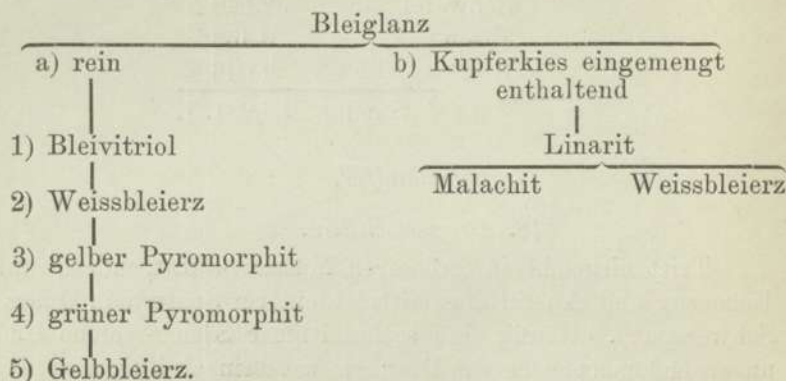 Bleiglanz
a) rein b) Kupferkies eingemengt
enthaltend
1) Bleivitriol Linarit
Malachit Weissbleierz
2) Weissbleierz
3) gelber Pyromorphit
4) grüner Pyromorphit
5) Gelbbleierz.